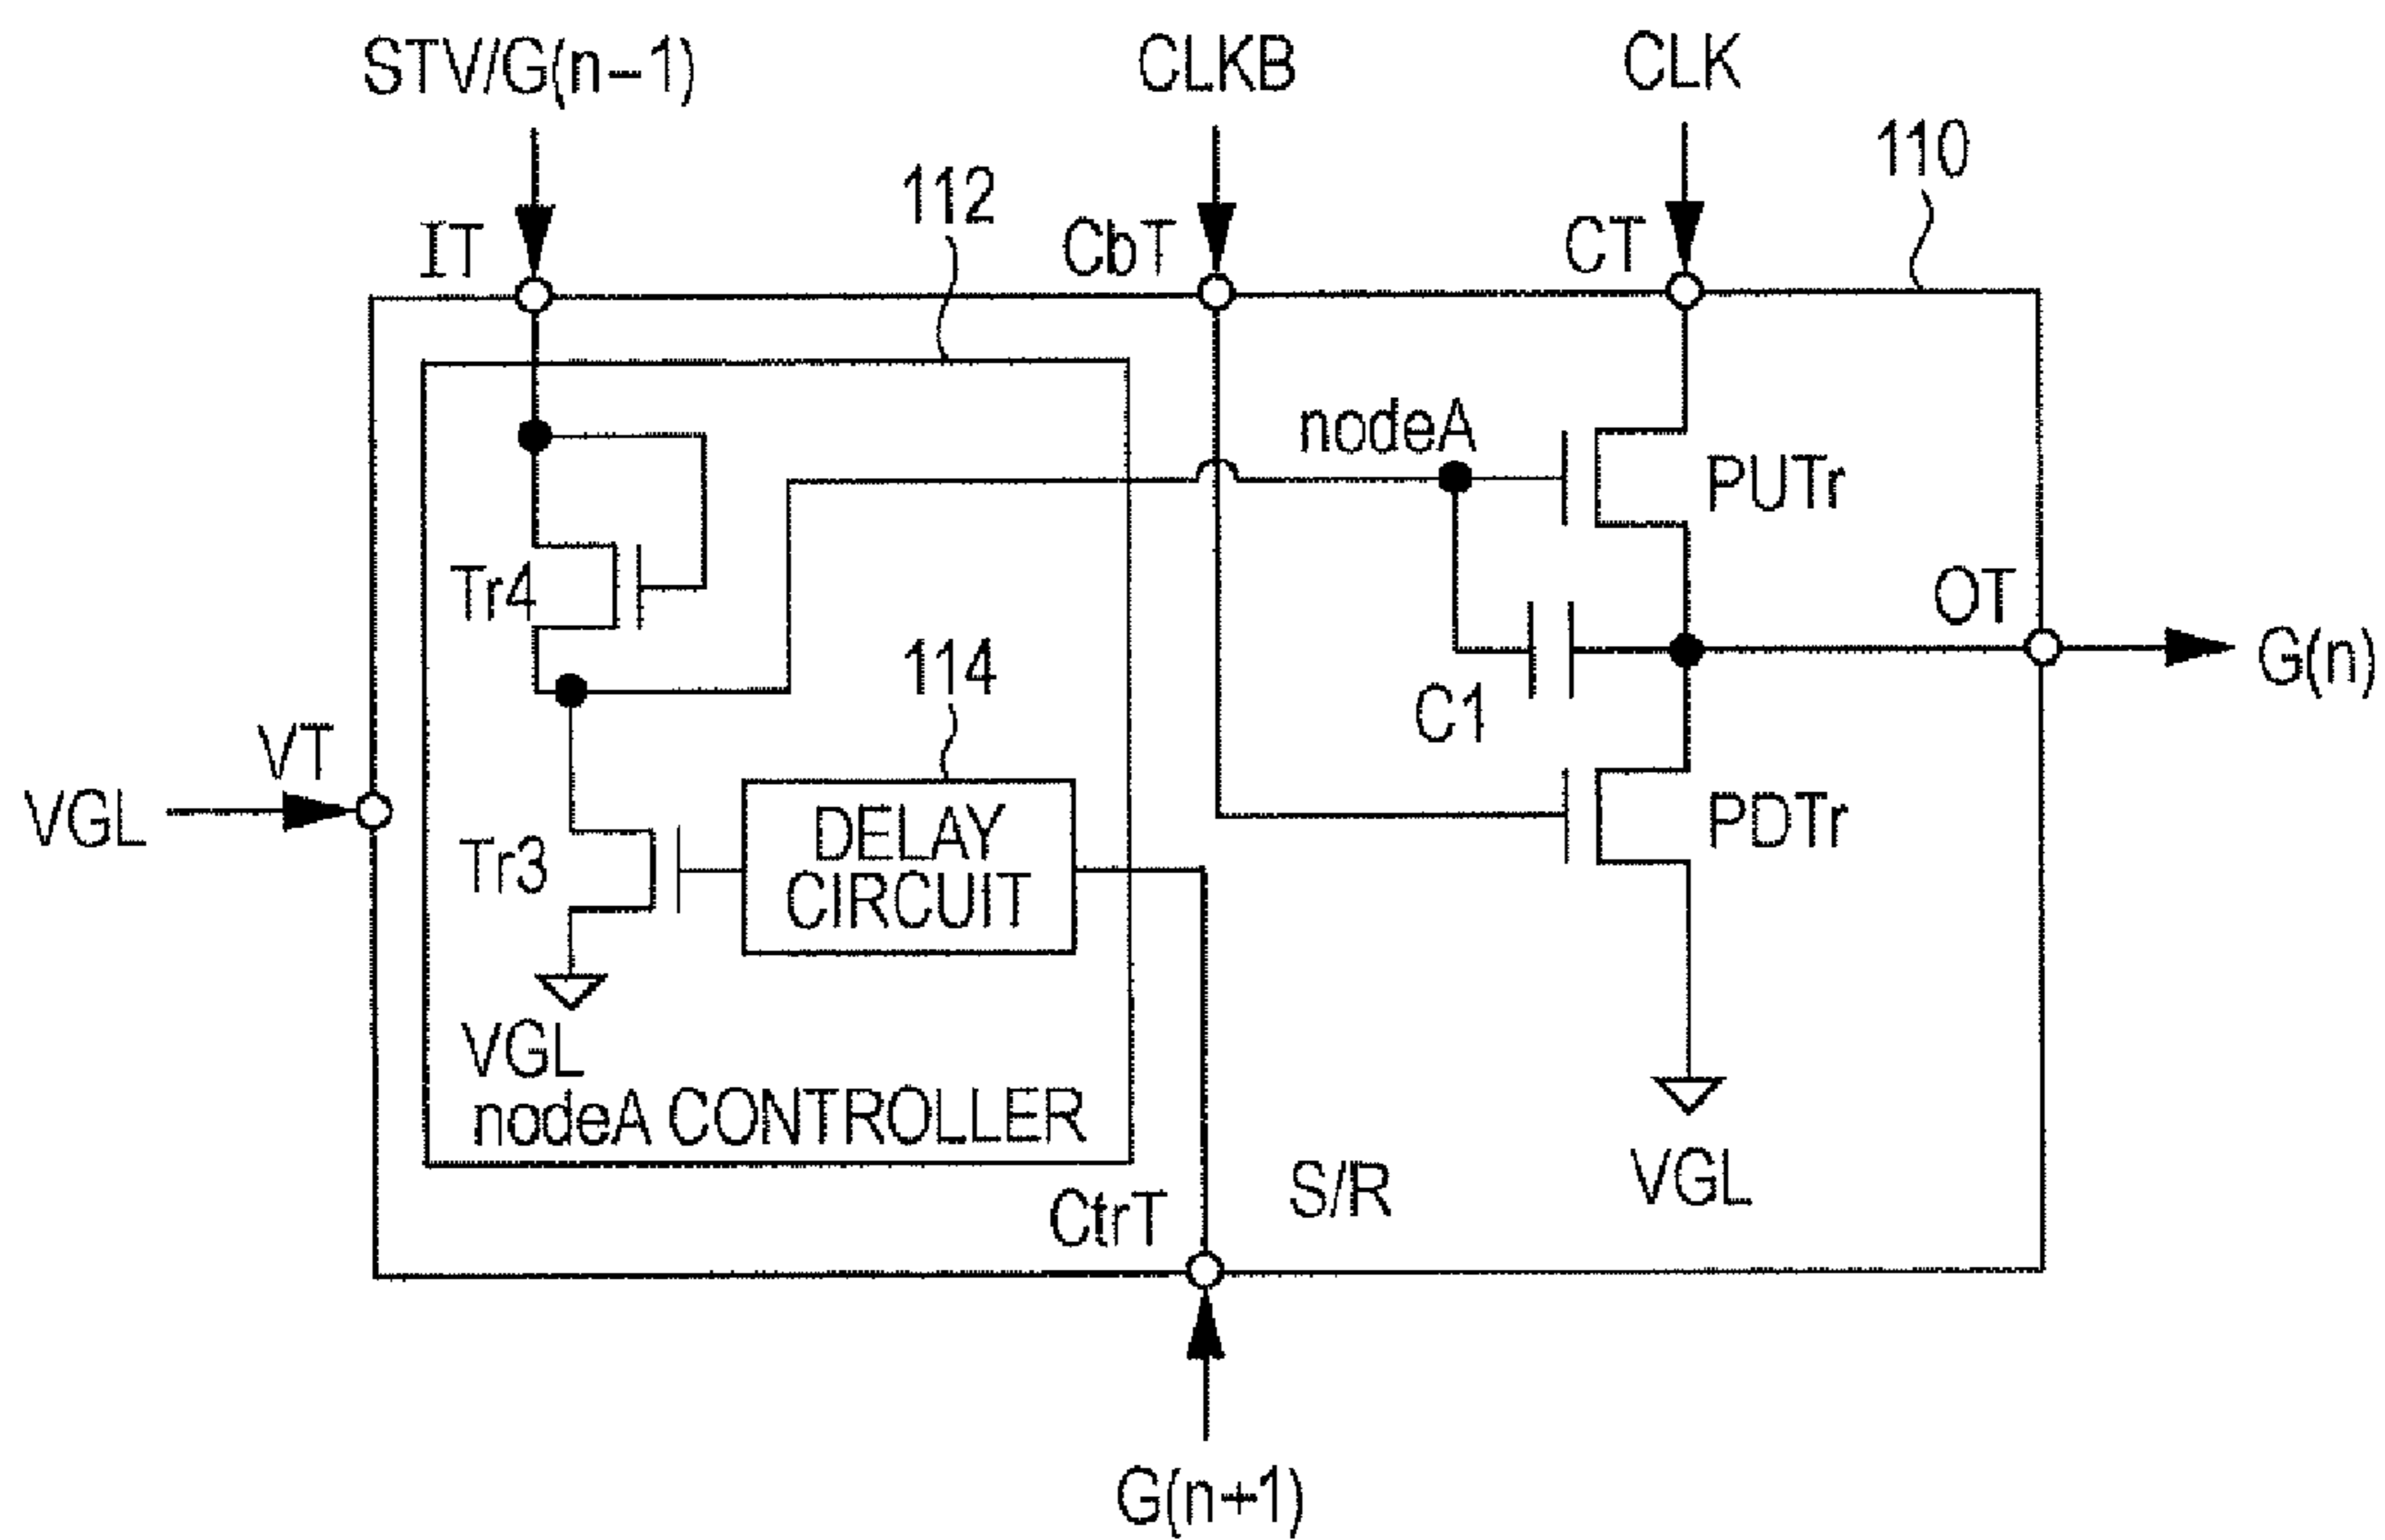 STV/G(n-1)
CLKB
CLK
110
112
IT
CbT
CT
nodeA
PUTr
Tr4
OT
114
G(n)
C1
VT
VGL
DELAY
CIRCUIT
PDTr
Tr3
VGL
nodeA CONTROLLER
VGL
S/R
CtrT
G(n+1)